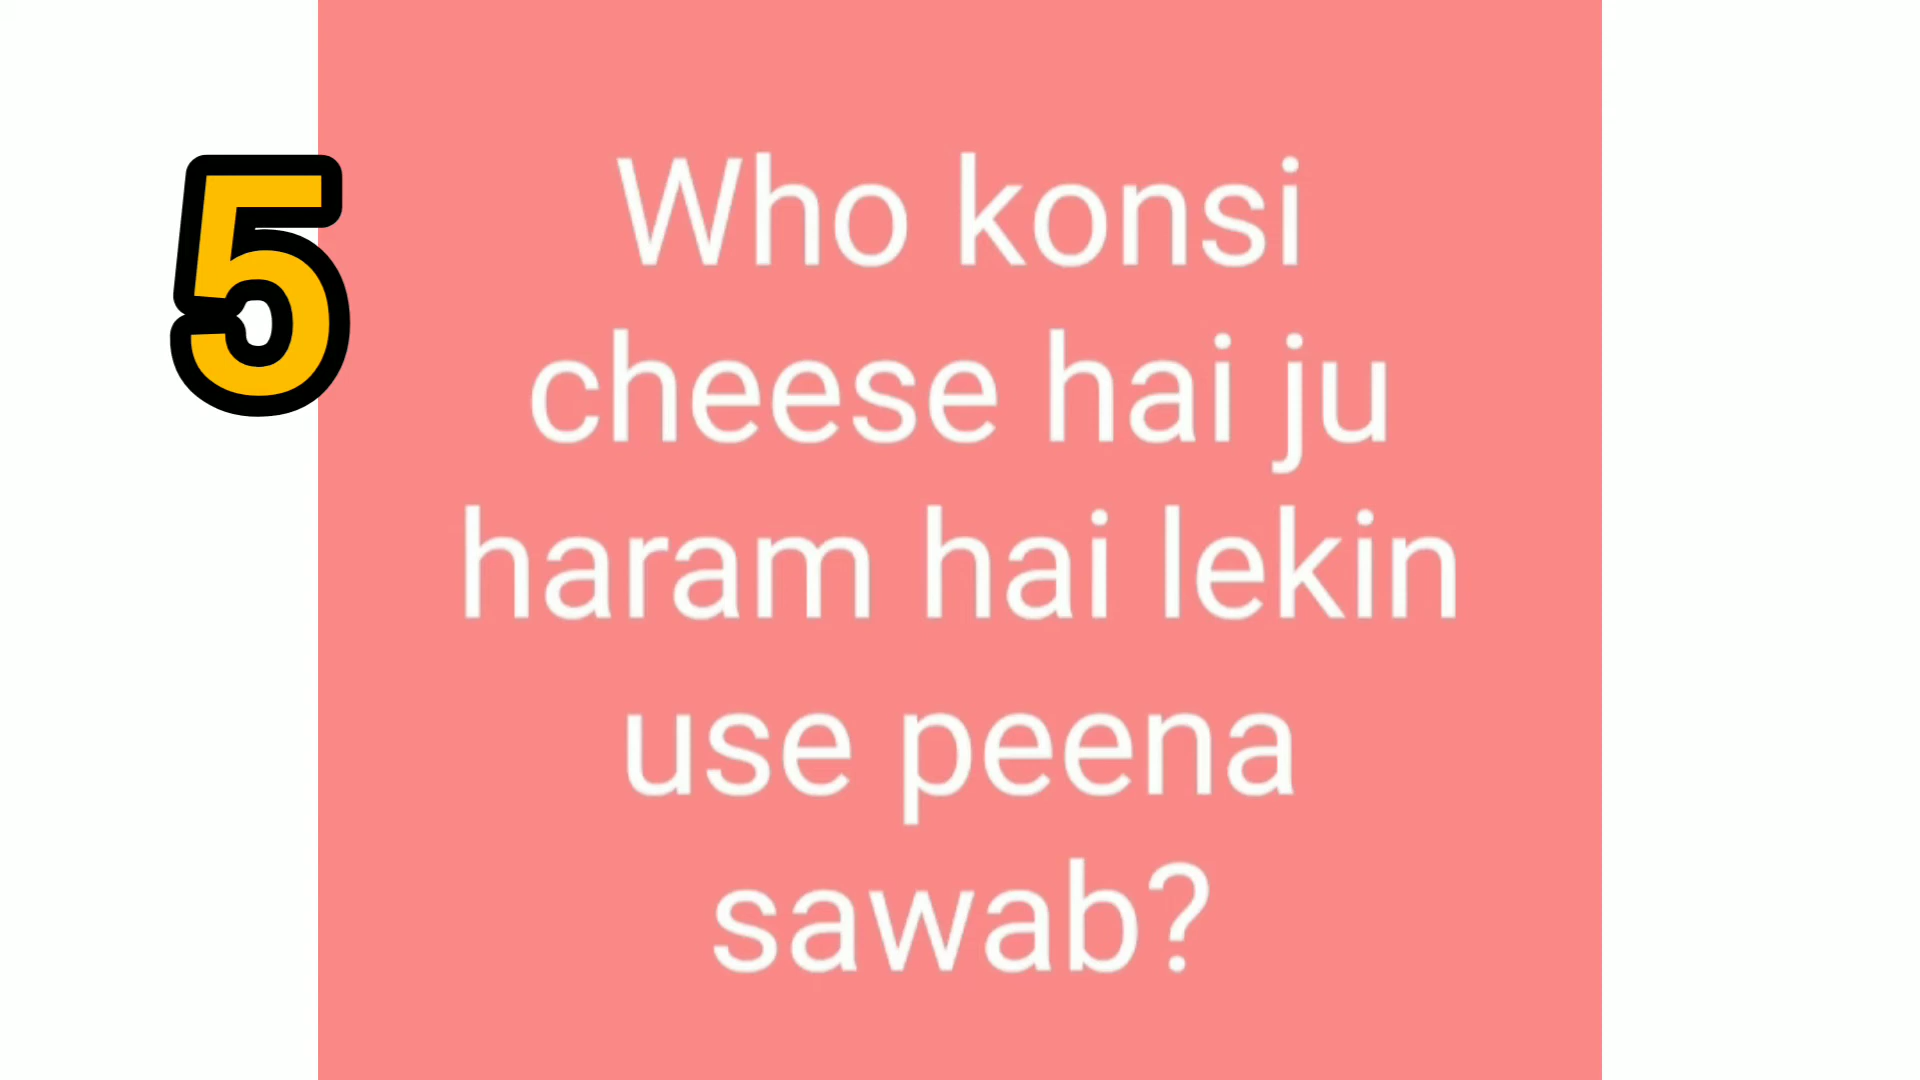 5
Who konsi
cheese hai ju
haram hai lekin
use peena
sawab?